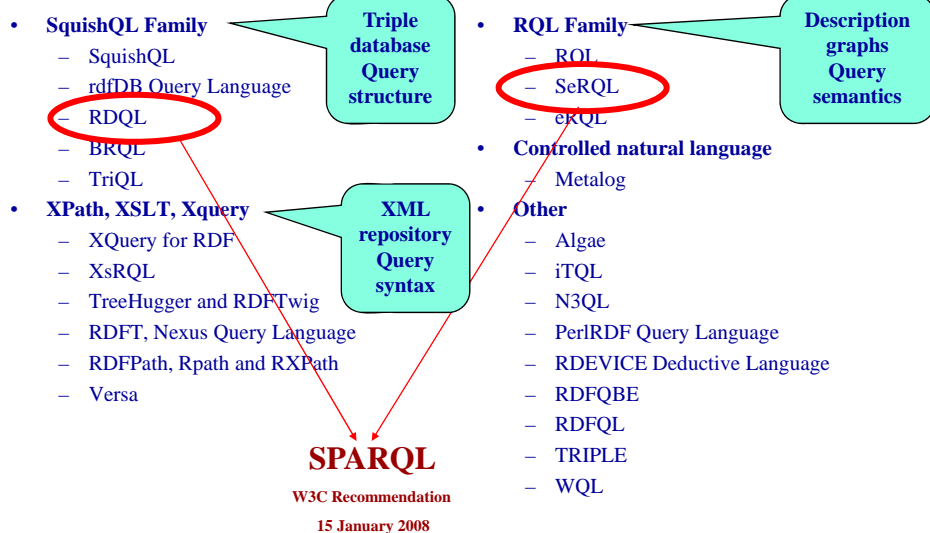 • SquishQL Family
– SquishQL
– rdfDB Query Language
– RDQL
– BRQL
– TriQL
• XPath, XSLT, Xquery
– XQuery for RDF
– XsRQL
– TreeHugger and RDFTwig
– RDFT, Nexus Query Language
– RDFPath, Rpath and RXPath
– Versa
Triple
database
Query
structure
XML
repository
Query
syntax
• RQL Family
– RQL
– SeRQL
– eRQL
• Controlled natural language
– Metalog
• Other
– Algae
– iTQL
– N3QL
– PerlRDF Query Language
– RDEVICE Deductive Language
– RDFQBE
– RDFQL
– TRIPLE
– WQL
Description
graphs
Query
semantics
SPARQL
W3C Recommendation
15 January 2008